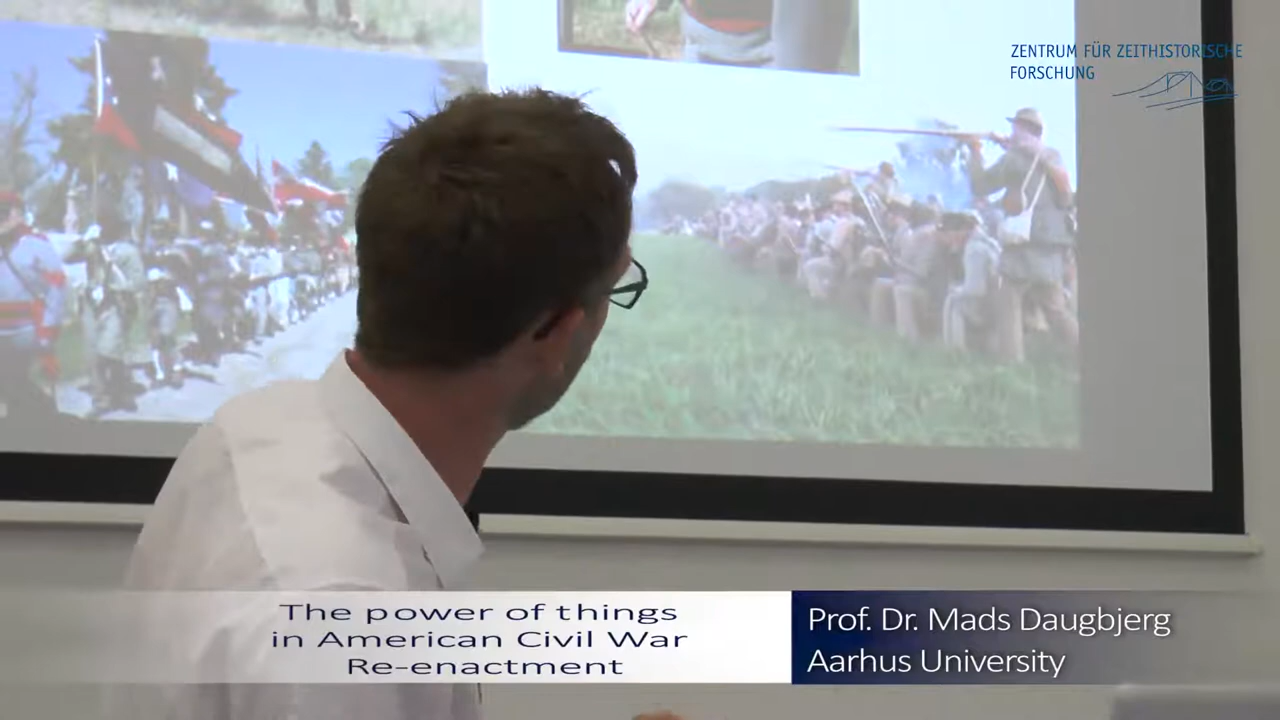 ZENTRUM FÜR ZEITHISTORISCHE
FORSCHUNG
The power of things
in American Civil War
Re-enactment
Prof. Dr. Mads Daugbjerg
Aarhus University